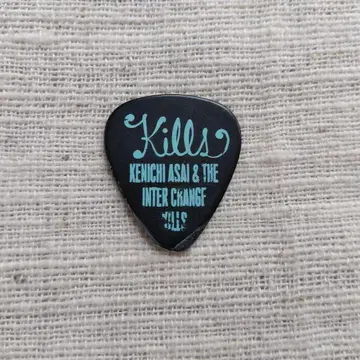 Kills
KENICHI ASAI & THE
INTER CHANGE
KILLS